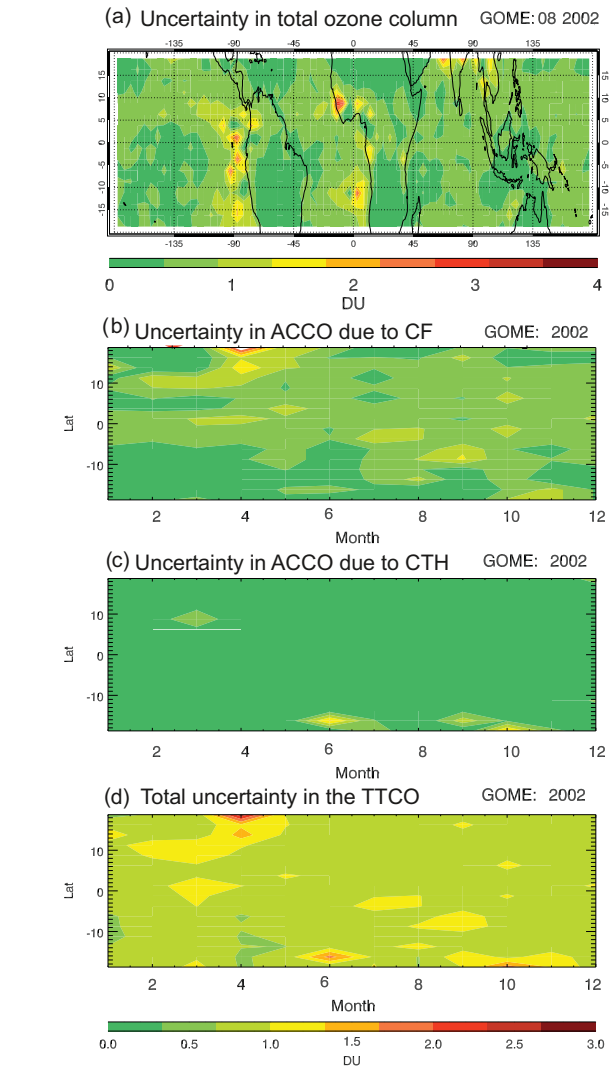 (a) Uncertainty in total ozone column GOME: 08 2002
-135 -90 -45 0 45 90 135
15 15
10 10
5 5
0 0
-5 -5
-10 -10
-15 -15
-135 -90 -45 0 45 90 135
0 1 2 3 4
DU
(b) Uncertainty in ACCO due to CF GOME: 2002
10
0
-10
Lat
2 4 6 8 10 12
Month
(c) Uncertainty in ACCO due to CTH GOME: 2002
10
0
-10
Lat
2 4 6 8 10 12
Month
(d) Total uncertainty in the TTCO GOME: 2002
10
0
-10
Lat
2 4 6 8 10 12
Month
0.0 0.5 1.0 1.5 2.0 2.5 3.0
DU